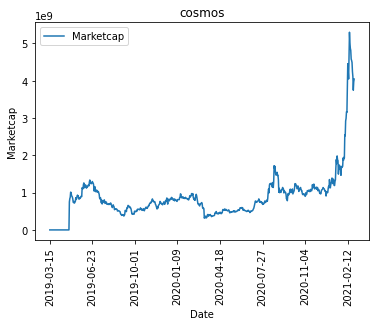 cosmos
1e9
Marketcap
5
4
3
2
1
0
Marketcap
2019-03-15
2019-06-23
2019-10-01
2020-01-09
2020-04-18
2020-07-27
2020-11-04
2021-02-12
Date